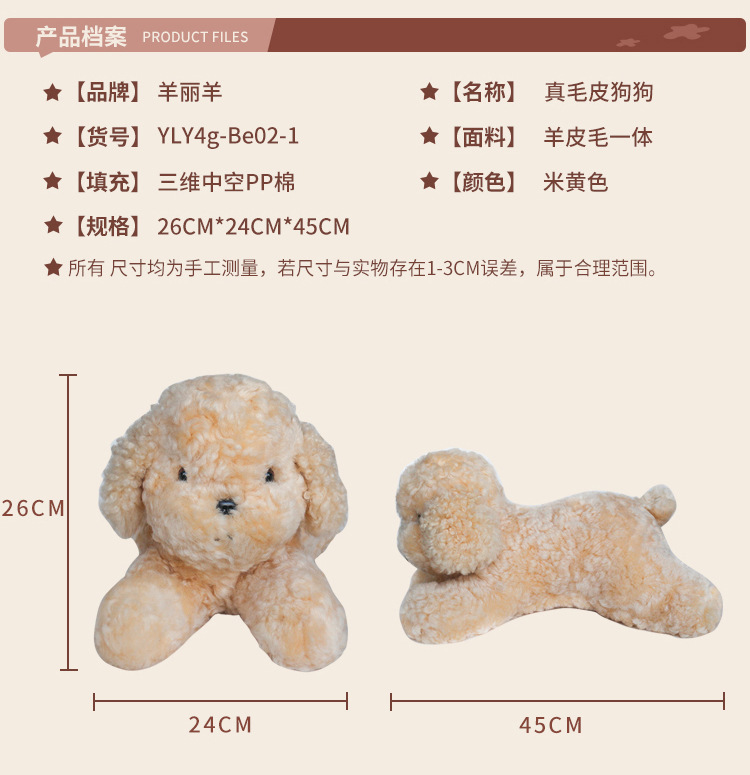 产品档案 PRODUCT FILES
★【品牌】 羊丽羊 ★【名称】 真毛皮狗狗
★【货号】 YLY4g-Be02-1 ★【面料】 羊皮毛一体
★【填充】 三维中空PP棉 ★【颜色】 米黄色
★【规格】 26CM*24CM*45CM
★ 所有 尺寸均为手工测量，若尺寸与实物存在1-3CM误差，属于合理范围。
26CM
24CM
45CM